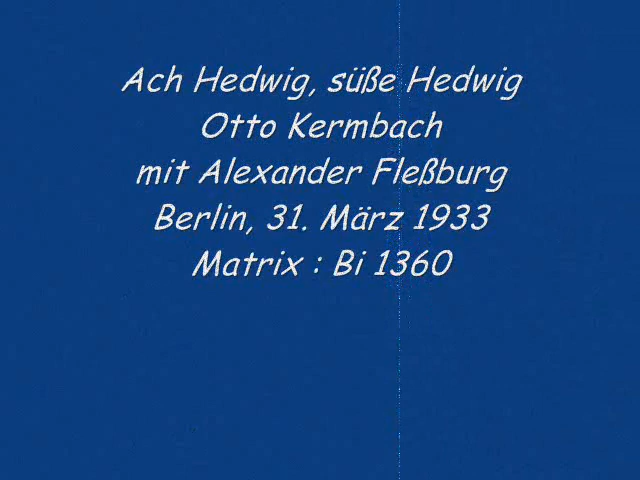 Ach Hedwig, süße Hedwig
Otto Kermbach
mit Alexander Fleßburg
Berlin, 31. März 1933
Matrix : Bi 1360